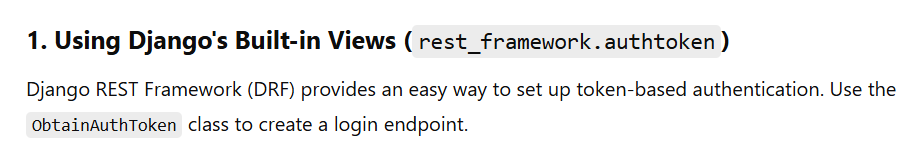 1. Using Django's Built-in Views (rest_framework.authtoken)
Django REST Framework (DRF) provides an easy way to set up token-based authentication. Use the
ObtainAuthToken class to create a login endpoint.